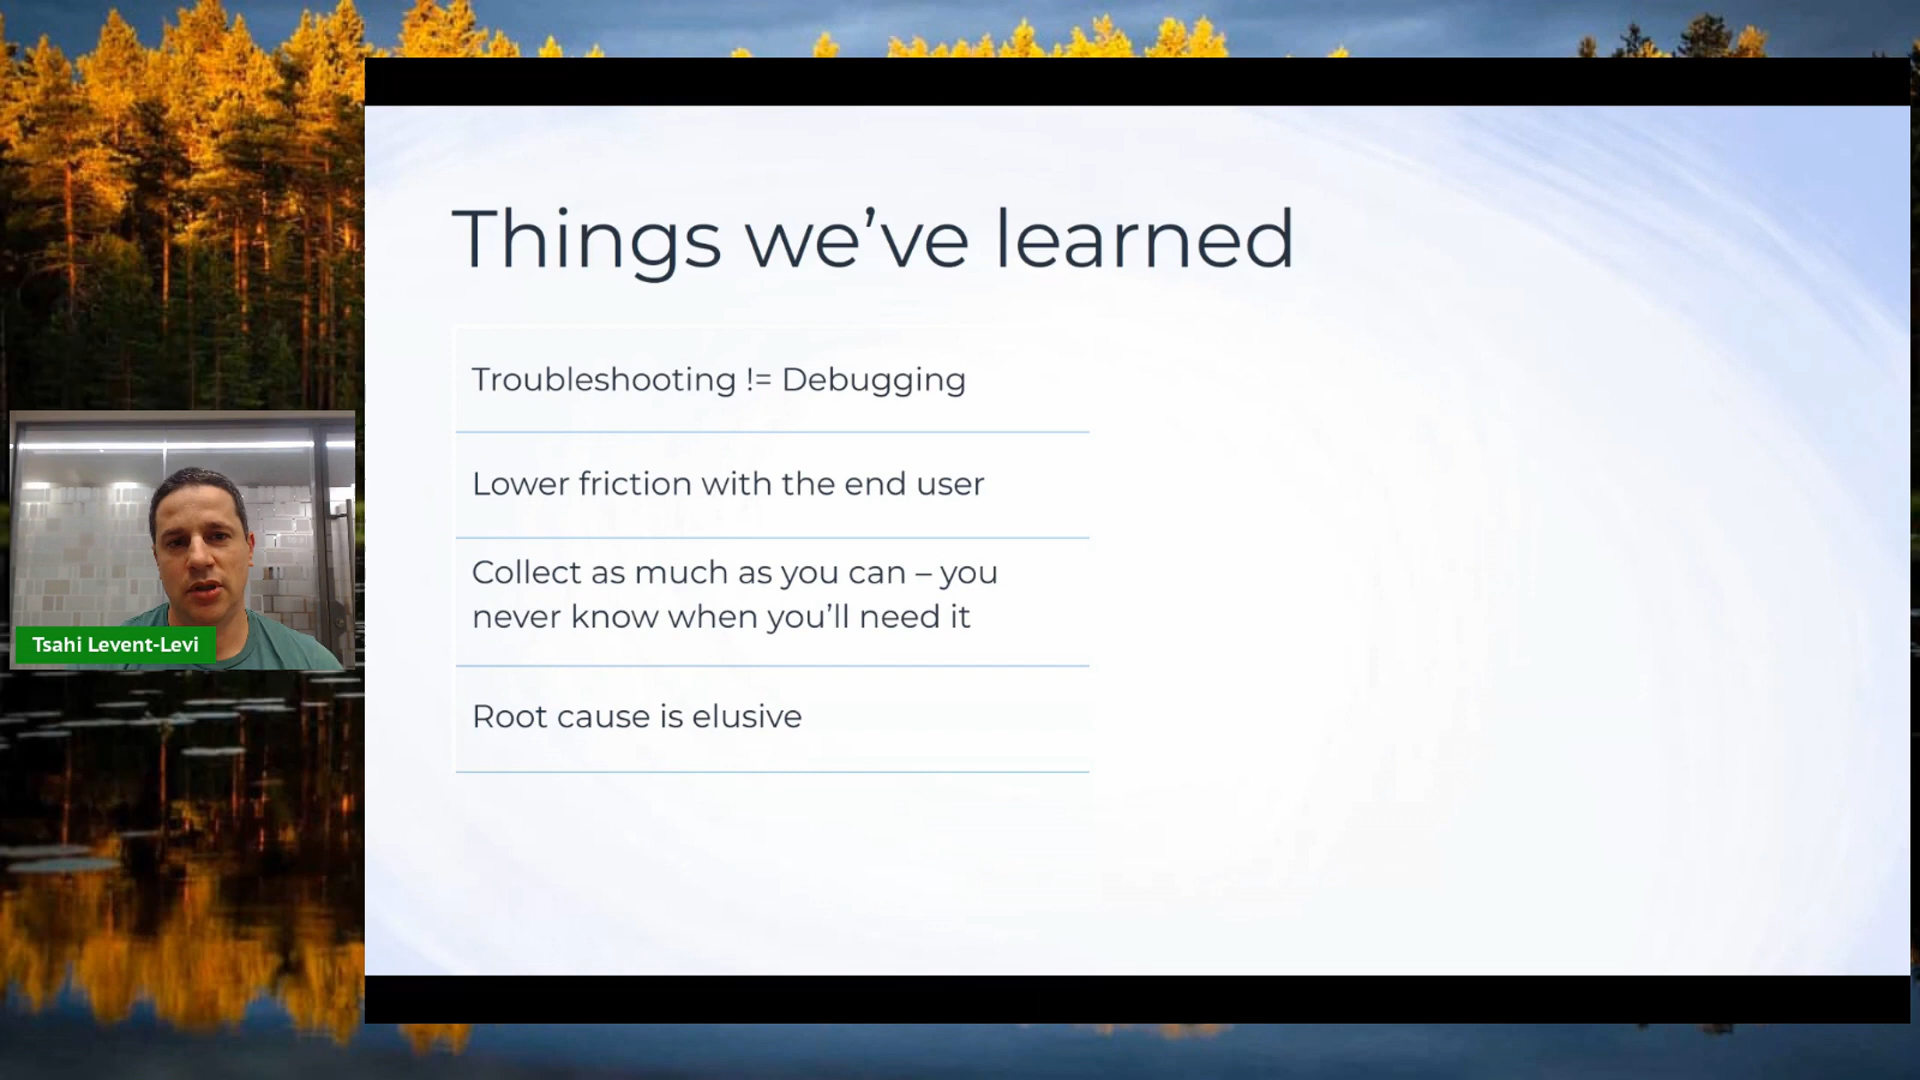 Things we’ve learned
Troubleshooting != Debugging
Lower friction with the end user
Collect as much as you can – you
never know when you’ll need it
Root cause is elusive
Tsahi Levent-Levi